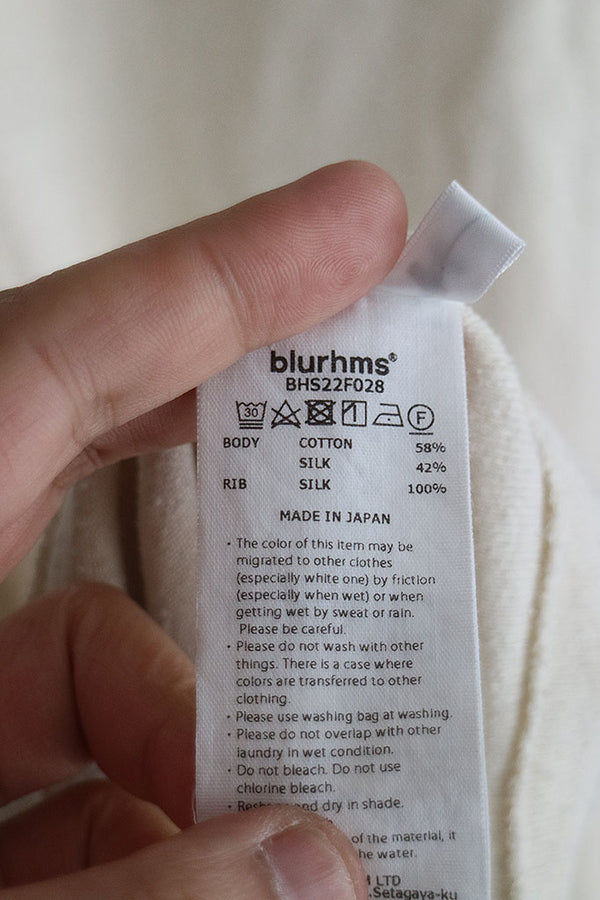 blurhms®
BHS22F028
30 F
BODY COTTON 58%
SILK 42%
RIB SILK 100%
MADE IN JAPAN
• The color of this item may be
migrated to other clothes
(especially white one) by friction
(especially when wet) or when
getting wet by sweat or rain.
Please be careful.
• Please do not wash with other
things. There is a case where
colors are transferred to other
clothing.
• Please use washing bag at washing.
• Please do not overlap with other
laundry in wet condition.
• Do not bleach. Do not use
chlorine bleach.
• and dry in shade.
of the material, it
water.
LTD
.Setagaya-ku